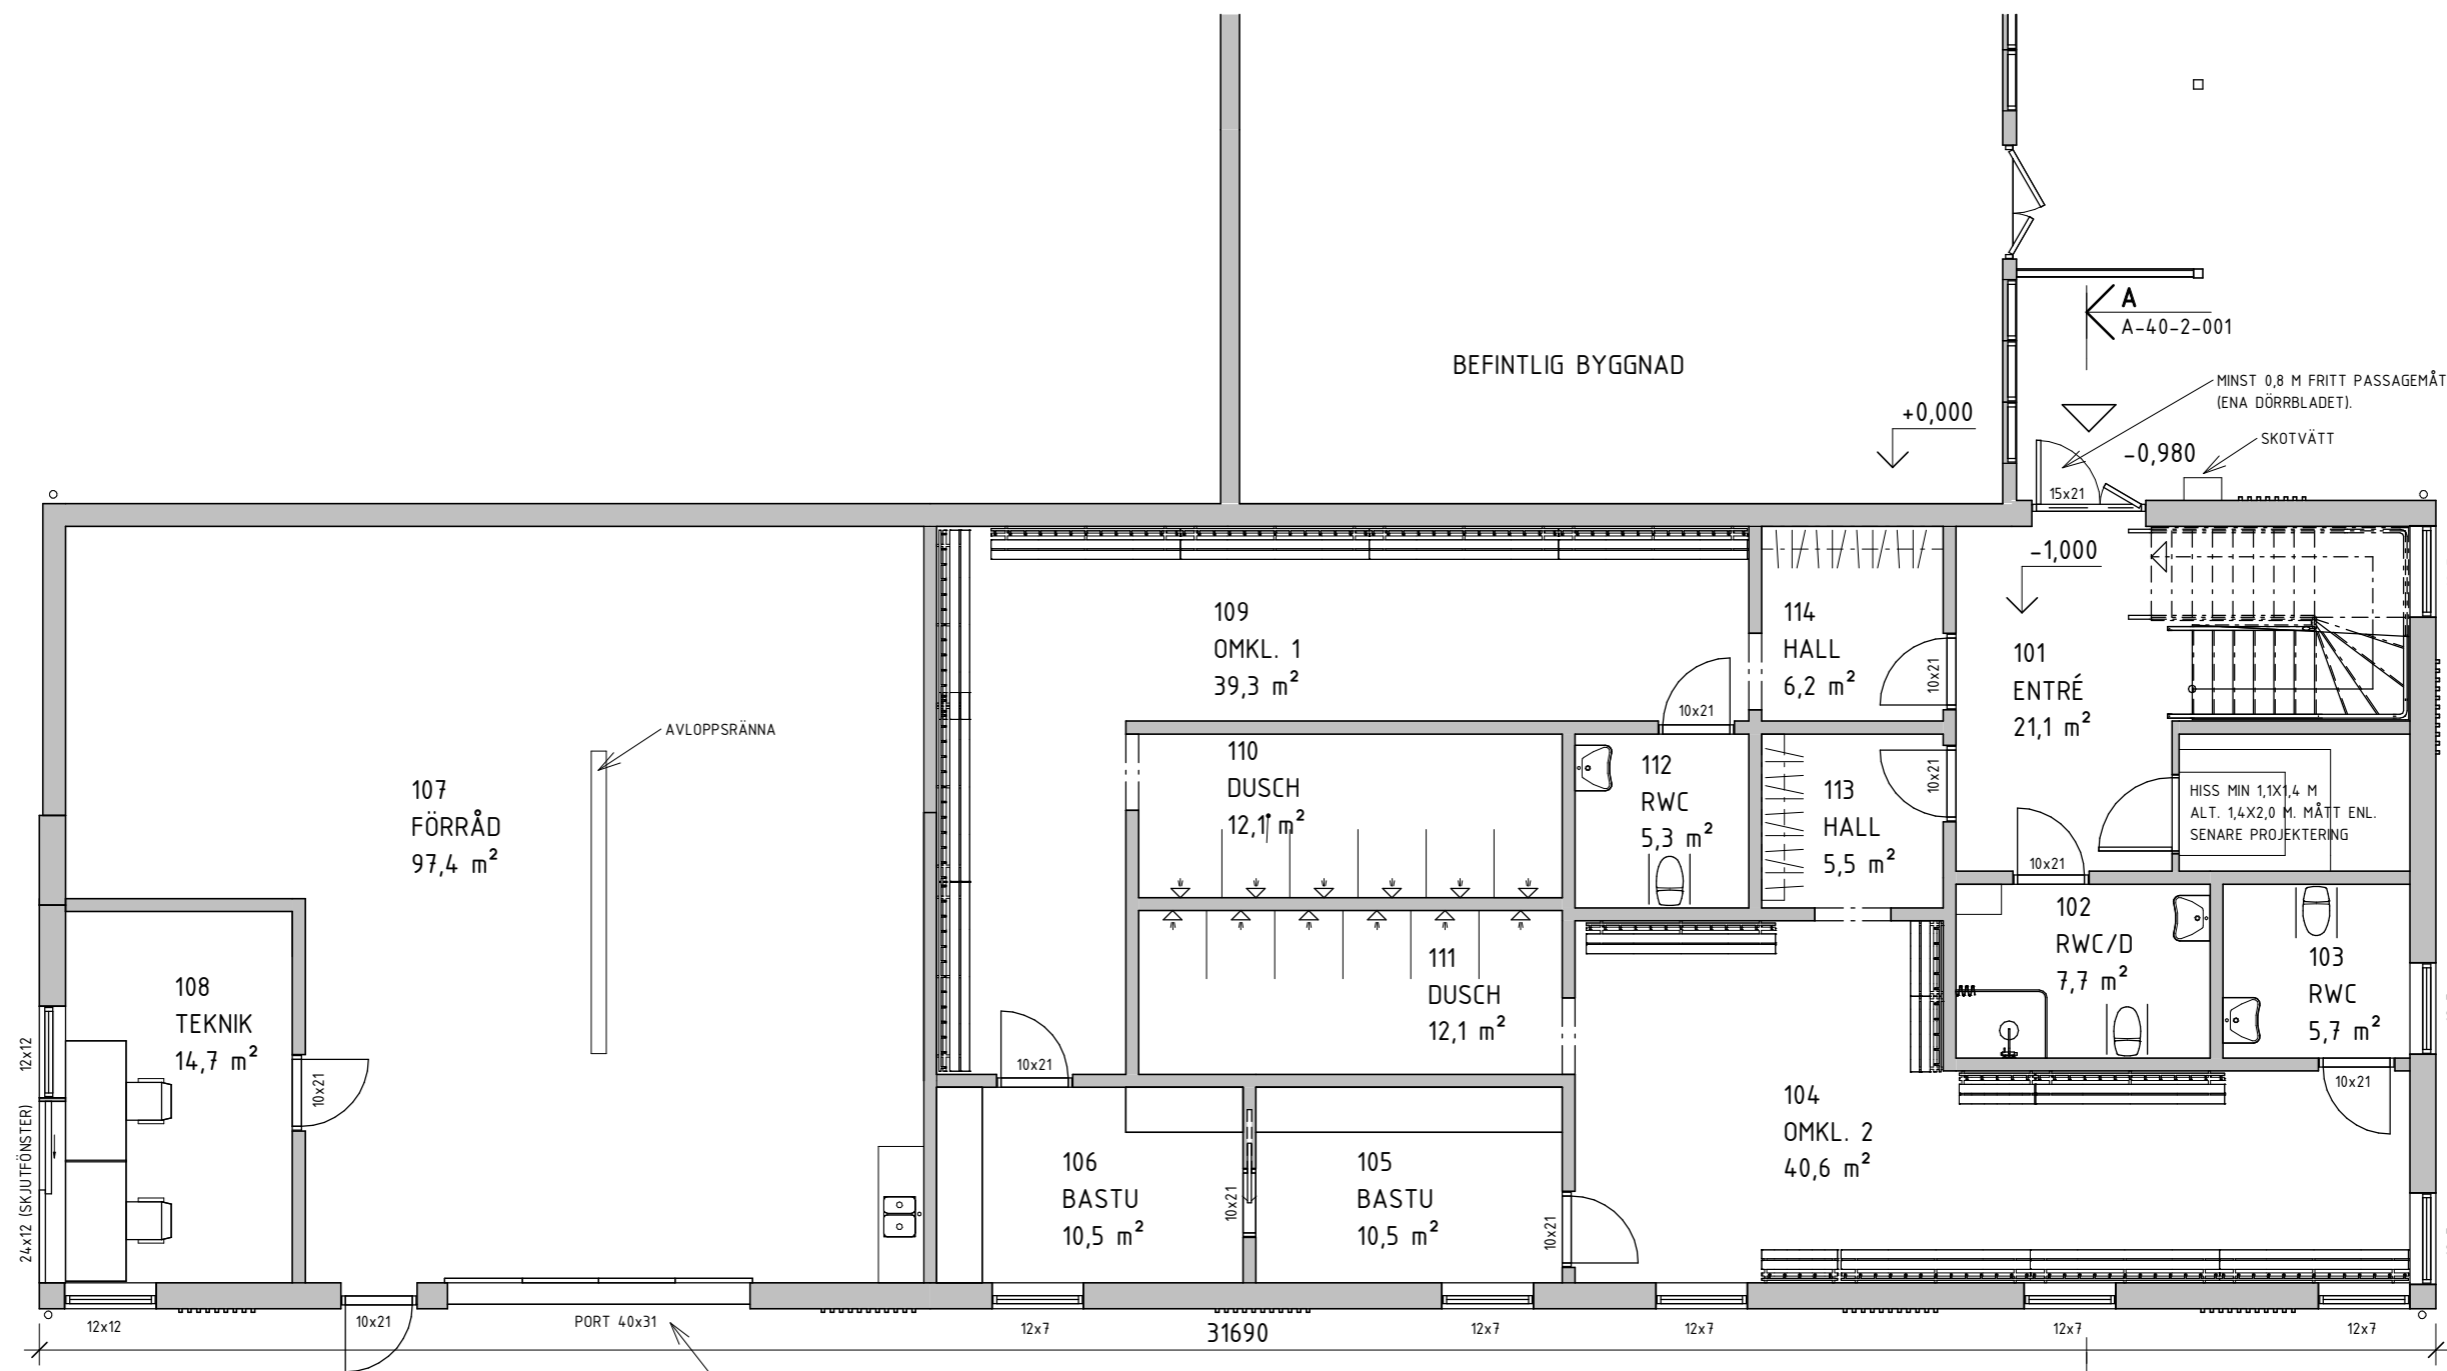 BEFINTLIG BYGGNAD
A
A-40-2-001
MINST 0,8 M FRITT PASSAGEMÅT
(ENA DÖRRBLADET).
SKOTVÄTT
+0,000
-0,980
15x21
-1,000
109
OMKL. 1
39,3 m²
114
HALL
6,2 m²
10x21
101
ENTRÉ
21,1 m²
10x21
AVLOPPSRÄNNA
107
FÖRRÅD
97,4 m²
110
DUSCH
12,1 m²
112
RWC
5,3 m²
113
HALL
5,5 m²
10x21
HISS MIN 1,1X1,4 M
ALT. 1,4X2,0 M. MÅTT ENL.
SENARE PROJEKTERING
10x21
102
RWC/D
7,7 m²
103
RWC
5,7 m²
10x21
111
DUSCH
12,1 m²
108
TEKNIK
14,7 m²
10x21
12x12
24x12 (SKJUTFÖNSTER)
10x21
104
OMKL. 2
40,6 m²
106
BASTU
10,5 m²
10x21
105
BASTU
10,5 m²
10x21
12x12
10x21
PORT 40x31
12x7
31690
12x7
12x7
12x7
12x7